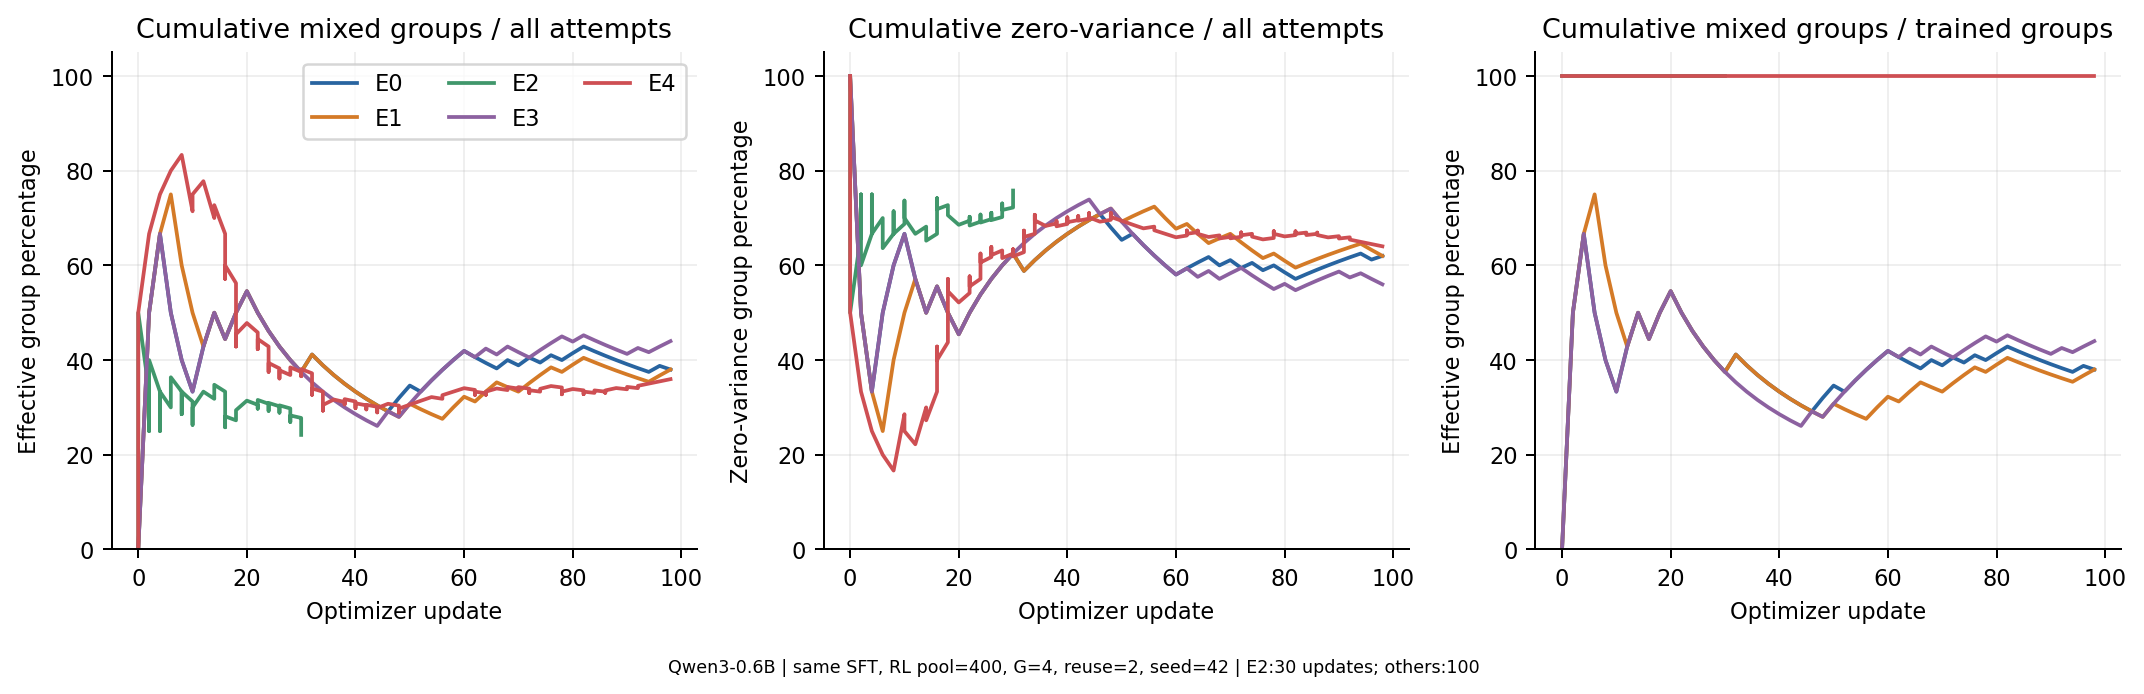 Cumulative mixed groups / all attempts
Effective group percentage
100
80
60
40
20
0
E0 E2 E4
E1 E3
0 20 40 60 80 100
Optimizer update
Cumulative zero-variance / all attempts
Zero-variance group percentage
100
80
60
40
20
0
0 20 40 60 80 100
Optimizer update
Cumulative mixed groups / trained groups
Effective group percentage
100
80
60
40
20
0
0 20 40 60 80 100
Optimizer update
Qwen3-0.6B | same SFT, RL pool=400, G=4, reuse=2, seed=42 | E2:30 updates; others:100